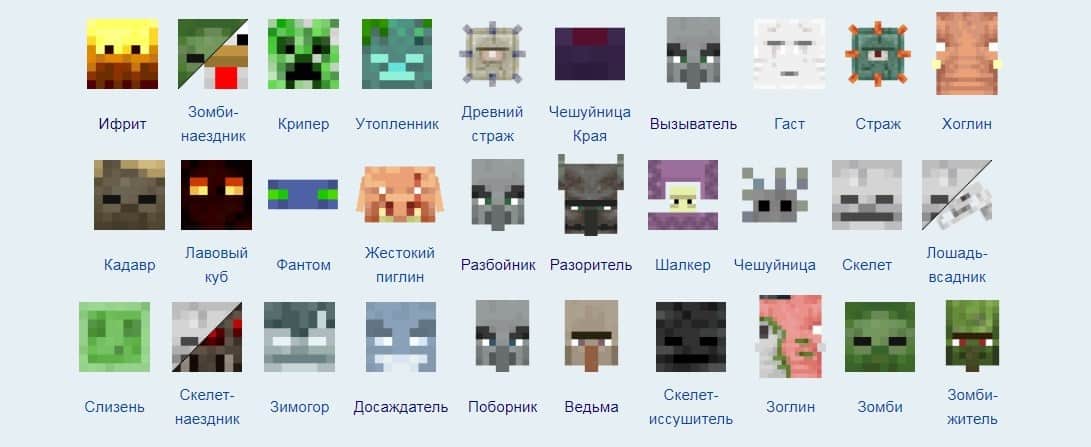 Ифрит
Зомби-
наездник
Крипер
Утопленник
Древний
страж
Чешуйница
Края
Вызыватель
Гаст
Страж
Хоглин
Кадавр
Лавовый
куб
Фантом
Жестокий
пиглин
Разбойник
Разоритель
Шалкер
Чешуйница
Скелет
Лошадь-
всадник
Слизень
Скелет-
наездник
Зимогор
Досаждатель
Поборник
Ведьма
Скелет-
иссушитель
Зоглин
Зомби
Зомби-
житель